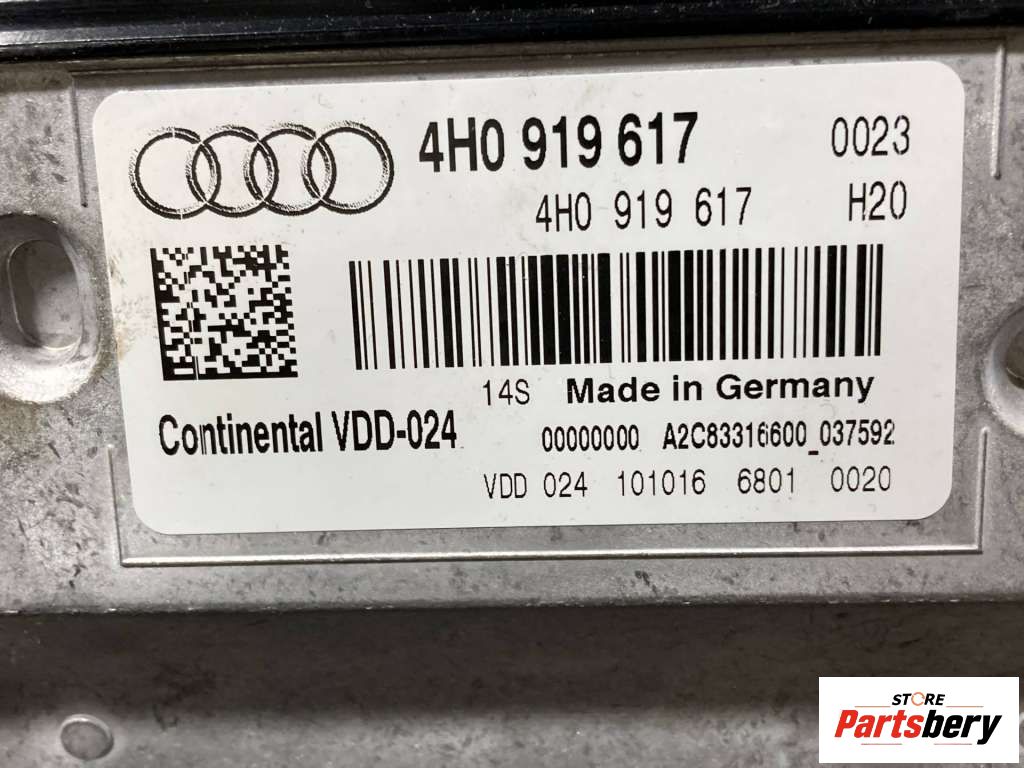 4H0 919 617 0023
4H0 919 617 H20
14S Made in Germany
Continental VDD-024 00000000 A2C83316600_037592
VDD 024 101016 6801 0020
STORE
Partsbery